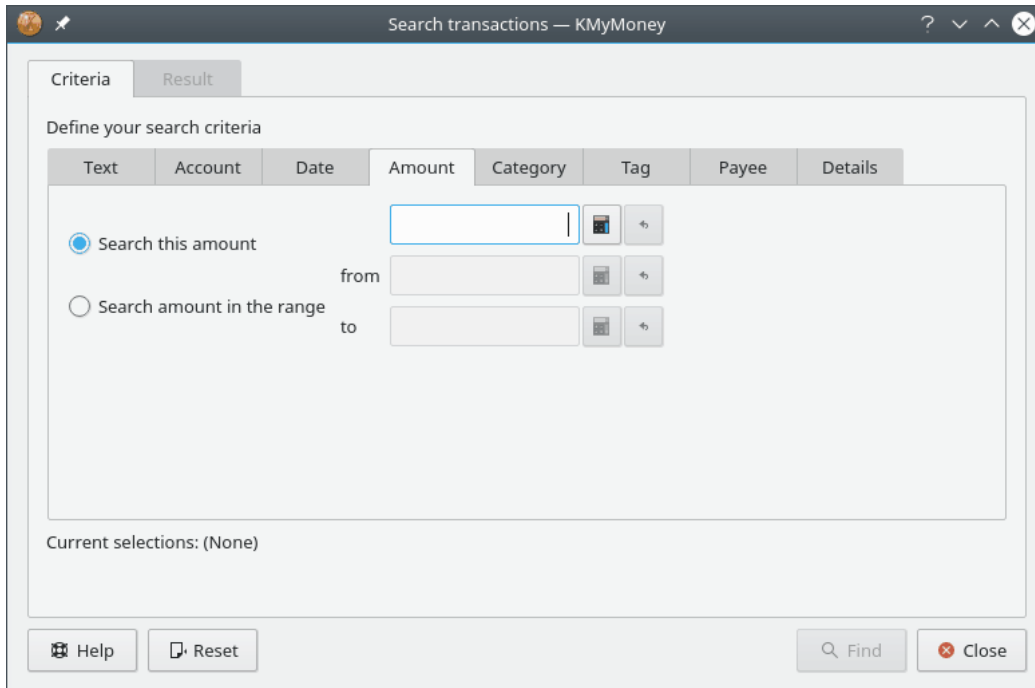 Search transactions — KMyMoney
Criteria Result
Define your search criteria
Text Account Date Amount Category Tag Payee Details
Search this amount
from
Search amount in the range
to
Current selections: (None)
Help Reset Find Close